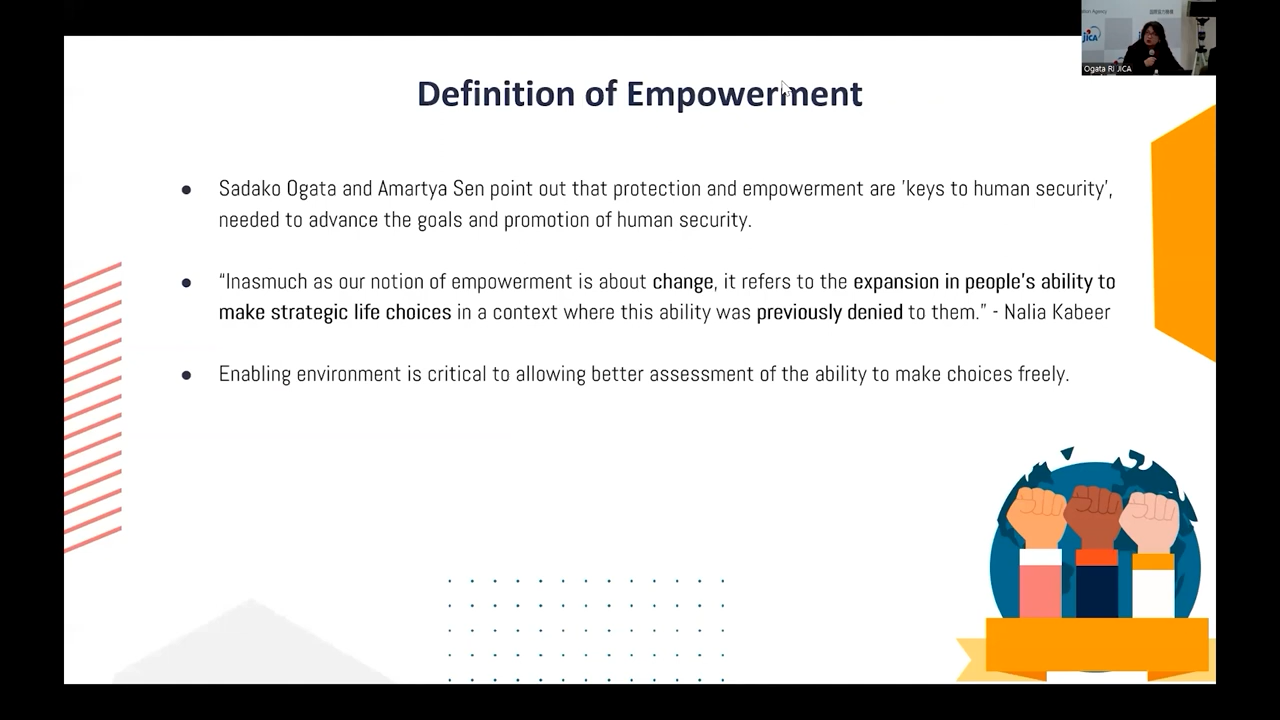 tion Agency
JICA
Ogata RI JICA
Definition of Empowerment
● Sadako Ogata and Amartya Sen point out that protection and empowerment are 'keys to human security',
needed to advance the goals and promotion of human security.
● “Inasmuch as our notion of empowerment is about change, it refers to the expansion in people's ability to
make strategic life choices in a context where this ability was previously denied to them.” - Nalia Kabeer
● Enabling environment is critical to allowing better assessment of the ability to make choices freely.